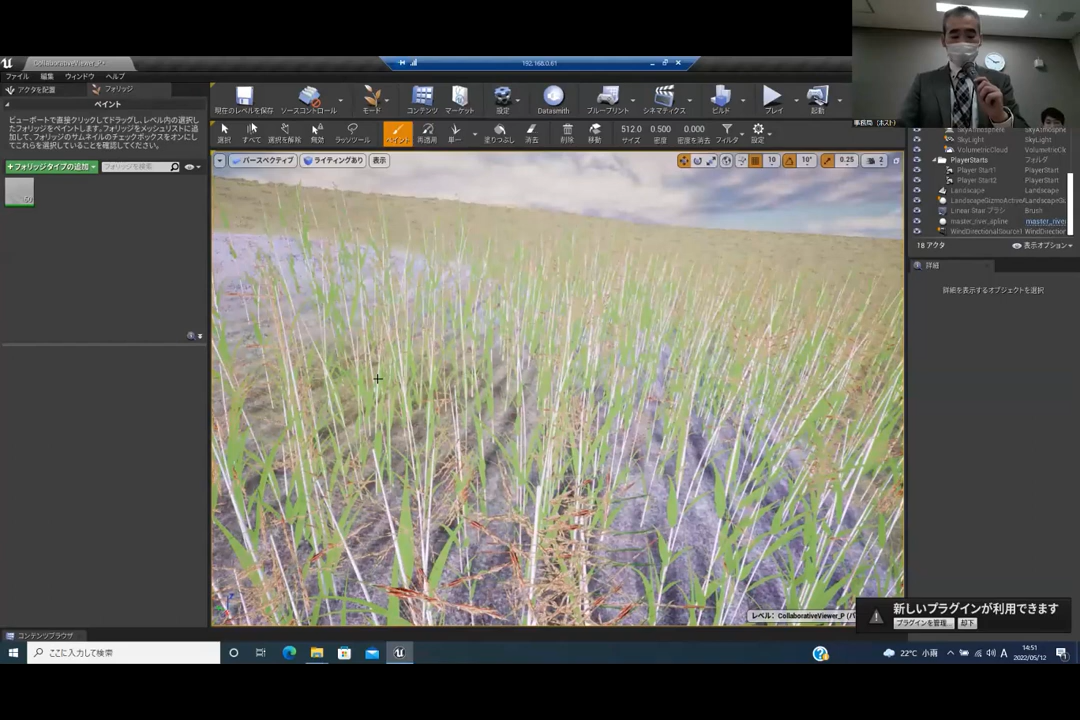 CollaborativeViewer_P*
192.168.0.61
ファイル 編集 ウィンドウ ヘルプ
アクタを配置 フォリッジ
ペイント
ビューポートで直接クリックしてドラッグし、レベル内の選択し
たフォリッジをペイントします。フォリッジをメッシュリストに追
加して、フォリッジのサムネイルのチェックボックスをオンにし
てこれらを選択していることを確認してください。
+フォリッジタイプの追加 フォリッジを検索
現在のレベルを保存 ソースコントロール モード コンテンツ マーケット 設定 Datasmith ブループリント シネマティクス ビルド プレイ 起動
選択 すべて 選択を解除 無効 ラッソツール ペイント 再適用 単一 塗りつぶし 消去 削除 移動 512.0 サイズ 0.500 密度 0.000 密度を消去 フィルタ 設定
パースペクティブ ライティングあり 表示
10 10° 0.25 2
事務局 (ホスト)
SkyAtmosphere SkyAtmos
SkyLight SkyLight
VolumetricCloud Volumetric
PlayerStarts フォルダ
Player Start1 PlayerStart
Player Start2 PlayerStart
Landscape Landscape
LandscapeGizmoActive LandscapeG
Linear Stair ブラシ Brush
master_river_spline master_river
WindDirectionalSource1 WindDirection
18 アクタ 表示オプション
詳細
詳細を表示するオブジェクトを選択
レベル: CollaborativeViewer_P
新しいプラグインが利用できます
プラグインを管理... 却下
コンテンツブラウザ
ここに入力して検索
22°C 小雨
A
14:51
2022/05/12